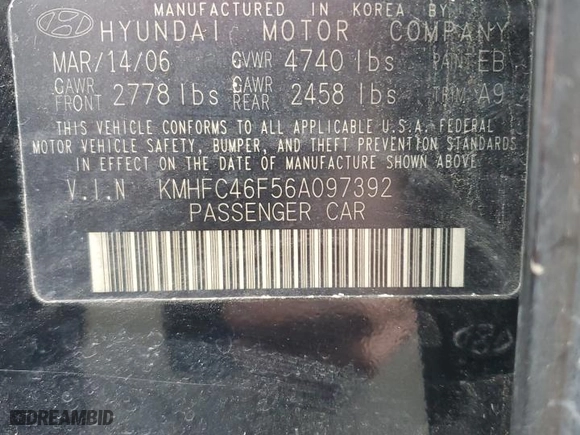 MANUFACTURED IN KOREA BY
HYUNDAI MOTOR COMPANY
MAR/14/06 GVWR 4740 lbs PAINT EB
GAWR FRONT 2778 lbs GAWR REAR 2458 lbs TRIM A9
THIS VEHICLE CONFORMS TO ALL APPLICABLE U.S.A. FEDERAL
MOTOR VEHICLE SAFETY, BUMPER, AND THEFT PREVENTION STANDARDS
IN EFFECT ON THE DATE OF MANUFACTURE SHOWN ABOVE.
V.I.N KMHFC46F56A097392
PASSENGER CAR
DREAMBID